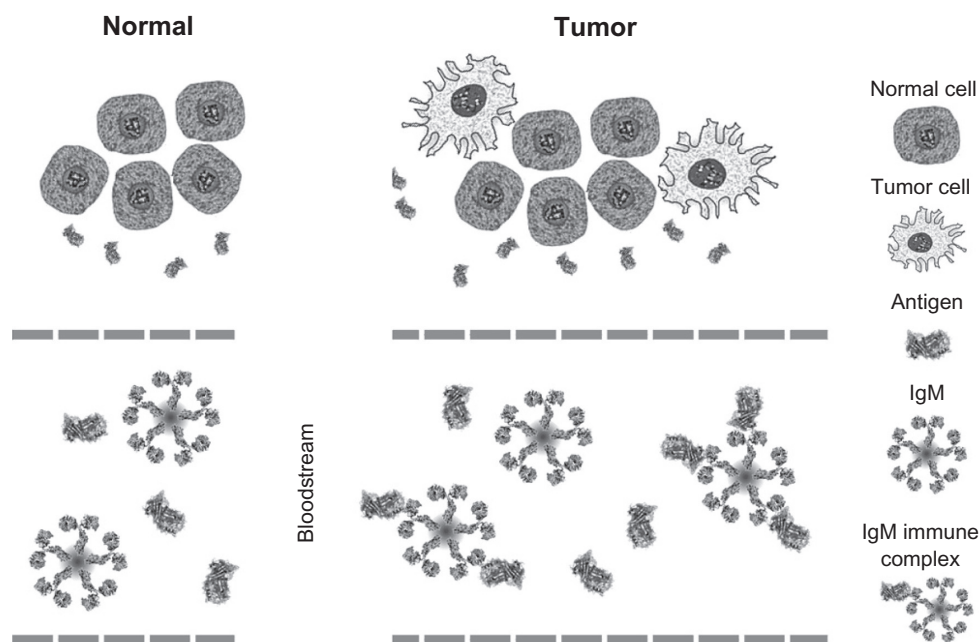 Normal
Tumor
Normal cell
Tumor cell
Antigen
IgM
IgM immune
complex
Bloodstream